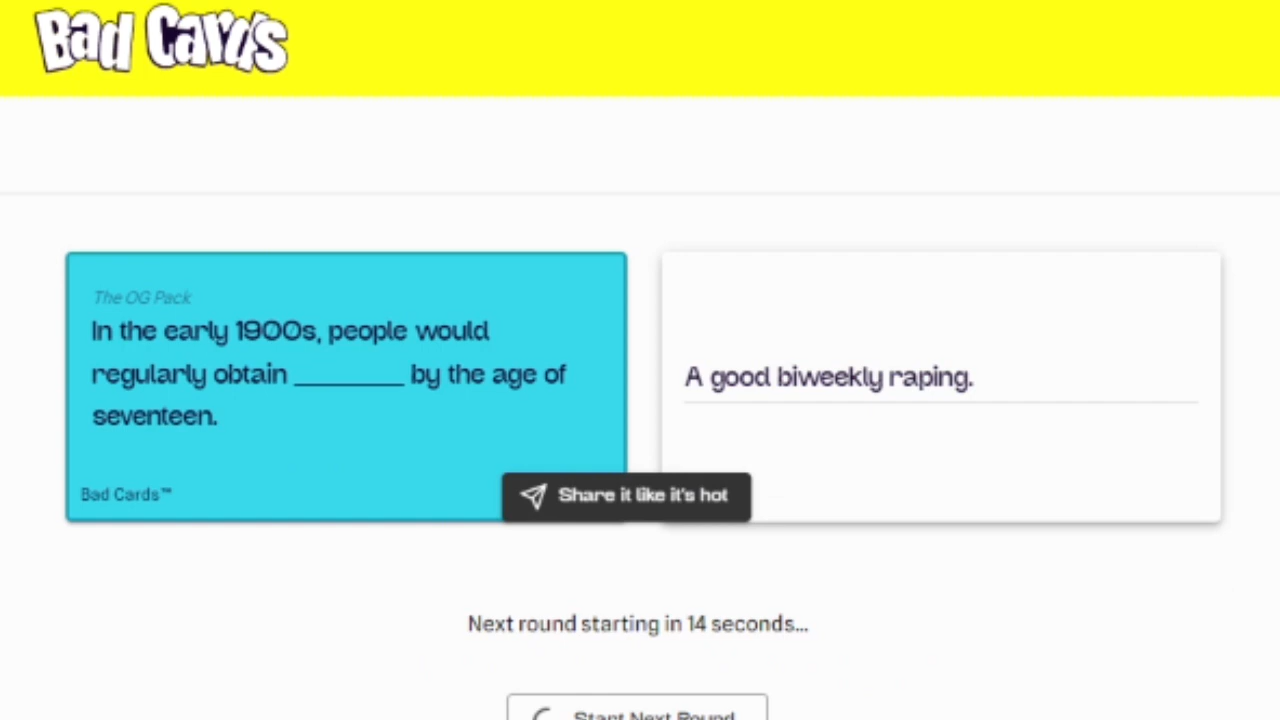 Bad Cards
The OG Pack
In the early 1900s, people would
regularly obtain ________ by the age of
seventeen.
Bad Cards™
A good biweekly raping.
Share it like it's hot
Next round starting in 14 seconds...
Start Next Round